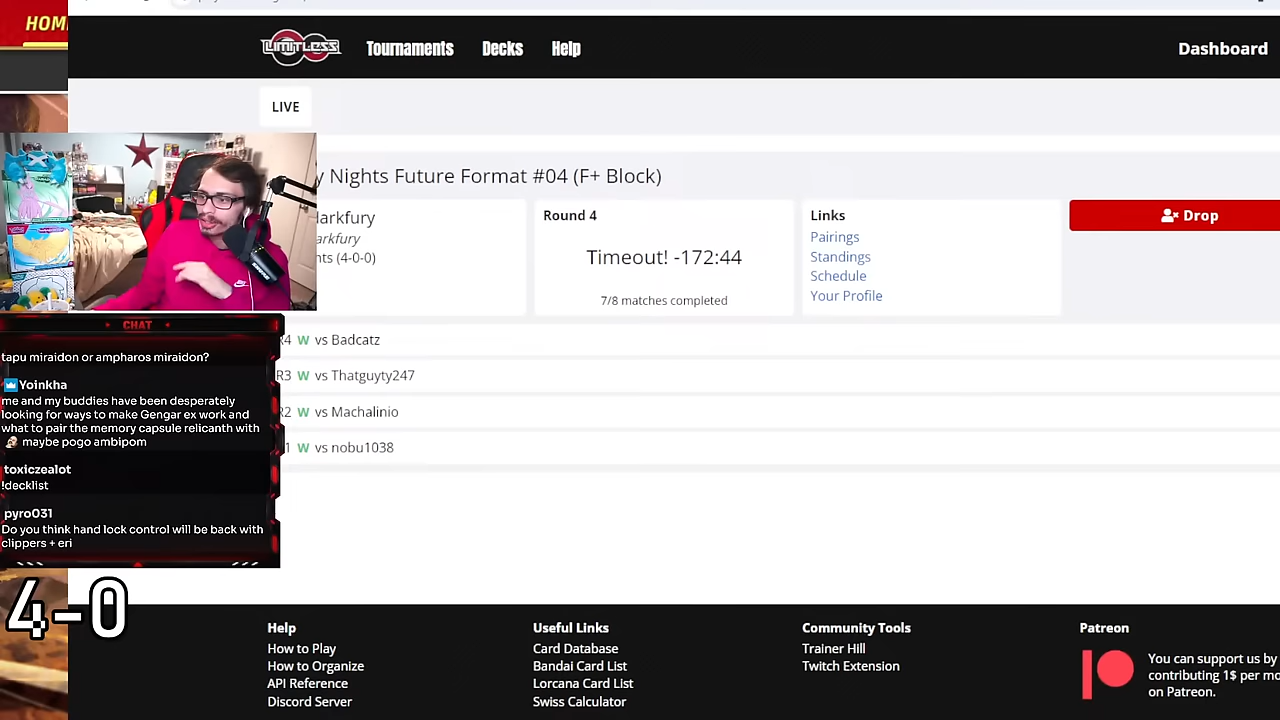 HOM
LIMITLESS
Tournaments
Decks
Help
Dashboard
LIVE
y Nights Future Format #04 (F+ Block)
darkfury
arkfury
nts (4-0-0)
Round 4
Timeout! -172:44
7/8 matches completed
Links
Pairings
Standings
Schedule
Your Profile
Drop
R4 W vs Badcatz
R3 W vs Thatguyty247
R2 W vs Machalinio
1 W vs nobu1038
CHAT
tapu miraidon or ampharos miraidon?
Yoinkha
me and my buddies have been desperately
looking for ways to make Gengar ex work and
what to pair the memory capsule relicanth with
maybe pogo ambipom
toxiczealot
!decklist
pyro031
Do you think hand lock control will be back with
clippers + eri
4-0
Help
How to Play
How to Organize
API Reference
Discord Server
Useful Links
Card Database
Bandai Card List
Lorcana Card List
Swiss Calculator
Community Tools
Trainer Hill
Twitch Extension
Patreon
You can support us by
contributing 1$ per mo
on Patreon.